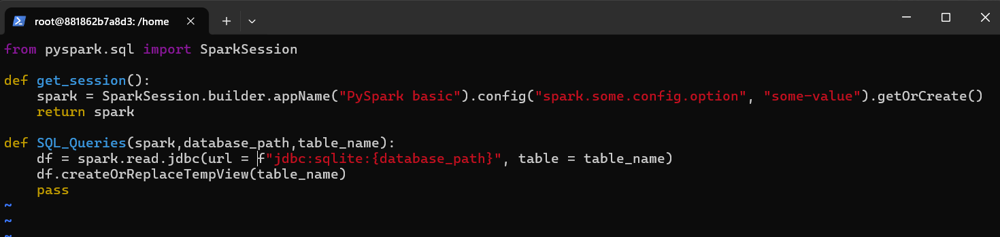 root@881862b7a8d3: /home
from pyspark.sql import SparkSession
def get_session():
    spark = SparkSession.builder.appName("PySpark basic").config("spark.some.config.option", "some-value").getOrCreate()
    return spark
def SQL_Queries(spark,database_path,table_name):
    df = spark.read.jdbc(url = f"jdbc:sqlite:{database_path}", table = table_name)
    df.createOrReplaceTempView(table_name)
    pass
~
~
~